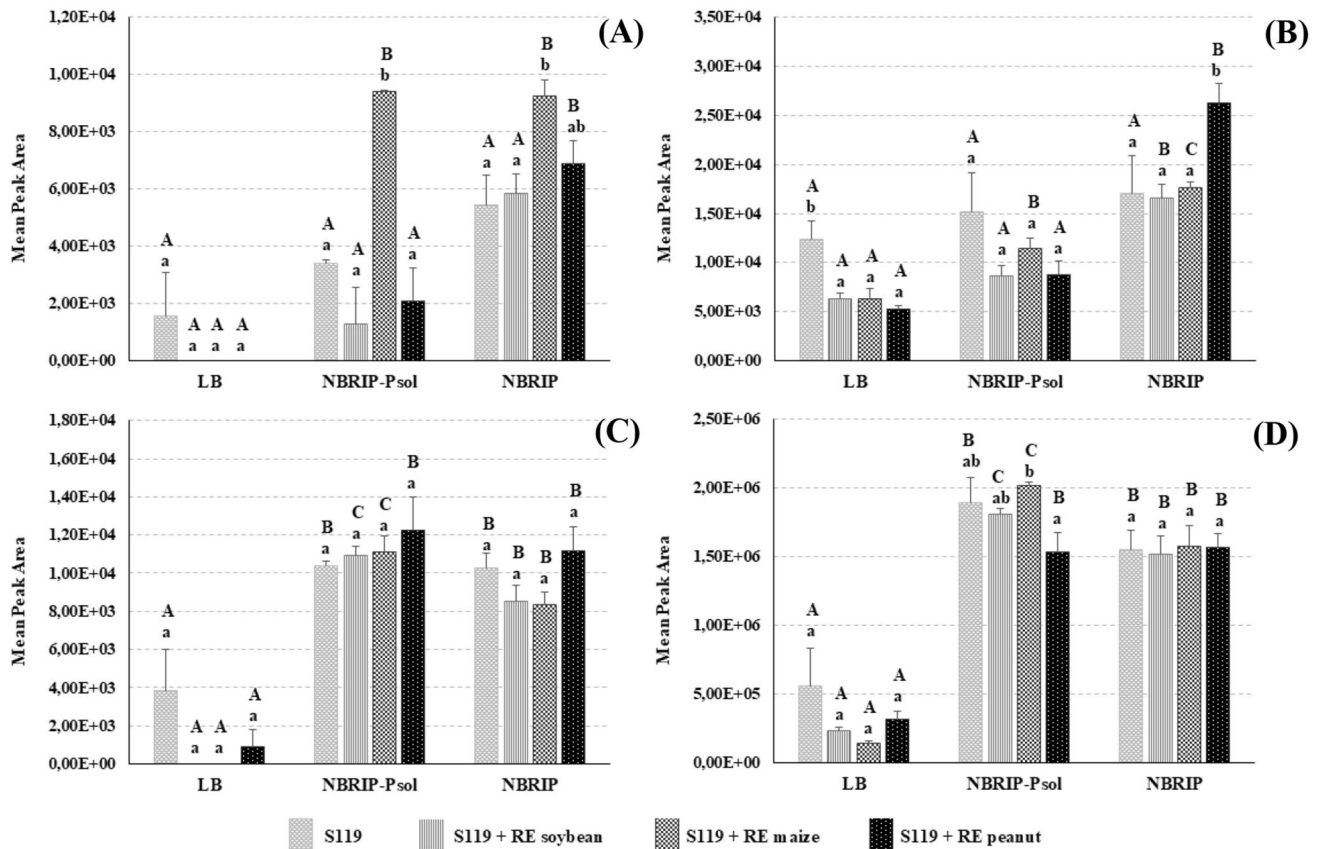 (A)
Mean Peak Area
1,20E+04
1,00E+04
8,00E+03
6,00E+03
4,00E+03
2,00E+03
0,00E+00
A a
A a
A a
A a
A a
A a
B b
A a
A a
A a
B b
B ab
LB NBRIP-Psol NBRIP
(B)
Mean Peak Area
3,50E+04
3,00E+04
2,50E+04
2,00E+04
1,50E+04
1,00E+04
5,00E+03
0,00E+00
A b
A a
A a
A a
A a
A a
B a
A a
A a
B a
C a
B b
LB NBRIP-Psol NBRIP
(C)
Mean Peak Area
1,80E+04
1,60E+04
1,40E+04
1,20E+04
1,00E+04
8,00E+03
6,00E+03
4,00E+03
2,00E+03
0,00E+00
A a
A a
A a
A a
B a
C a
C a
B a
B a
B a
B a
B a
LB NBRIP-Psol NBRIP
(D)
Mean Peak Area
2,50E+06
2,00E+06
1,50E+06
1,00E+06
5,00E+05
0,00E+00
A a
A a
A a
A a
B ab
C ab
C b
B a
B a
B a
B a
B a
LB NBRIP-Psol NBRIP
S119 S119 + RE soybean S119 + RE maize S119 + RE peanut